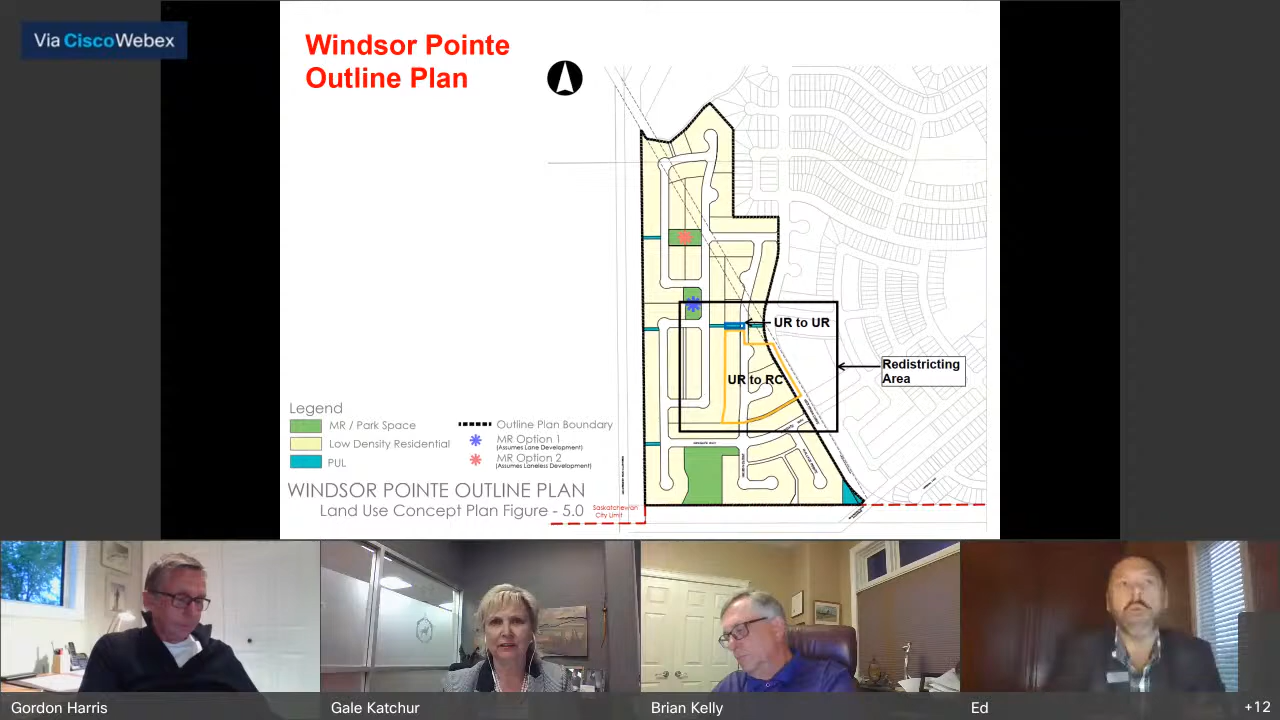 Via Cisco Webex
Windsor Pointe
Outline Plan
UR to UR
UR to RC
Redistricting
Area
Legend
MR / Park Space
Low Density Residential
PUL
Outline Plan Boundary
MR Option 1
(Assumes Lane Development)
MR Option 2
(Assumes Laneless Development)
WINDSOR POINTE OUTLINE PLAN
Land Use Concept Plan Figure - 5.0
Saskatchewan
City Limit
Gordon Harris
Gale Katchur
Brian Kelly
Ed
+12